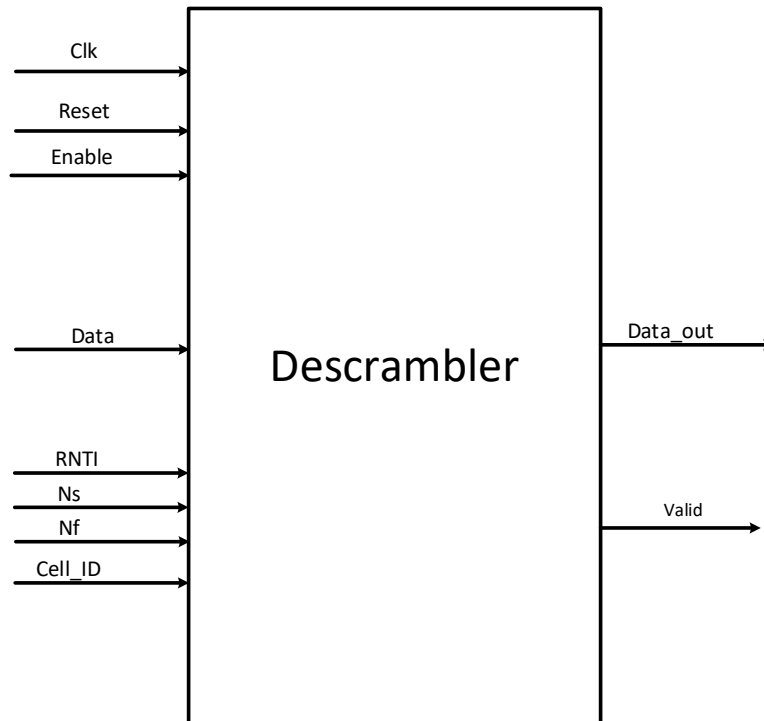 Clk
Reset
Enable
Data
Descrambler
Data_out
RNTI
Ns
Nf
Cell_ID
Valid